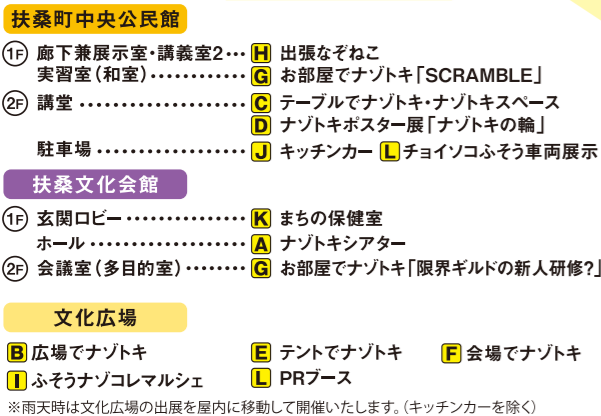 扶桑町中央公民館
1F 廊下兼展示室・講義室2… H 出張なぞねこ
実習室（和室）………… G お部屋でナゾトキ「SCRAMBLE」
2F 講堂 ……………… C テーブルでナゾトキ・ナゾトキスペース
D ナゾトキポスター展「ナゾトキの輪」
駐車場 ……………… J キッチンカー L チョイソコふそう車両展示
扶桑文化会館
1F 玄関ロビー…………… K まちの保健室
ホール ……………… A ナゾトキシアター
2F 会議室（多目的室）……… G お部屋でナゾトキ「限界ギルドの新人研修?」
文化広場
B 広場でナゾトキ E テントでナゾトキ F 会場でナゾトキ
I ふそうナゾコレマルシェ L PRブース
※雨天時は文化広場の出展を屋内に移動して開催いたします。（キッチンカーを除く）